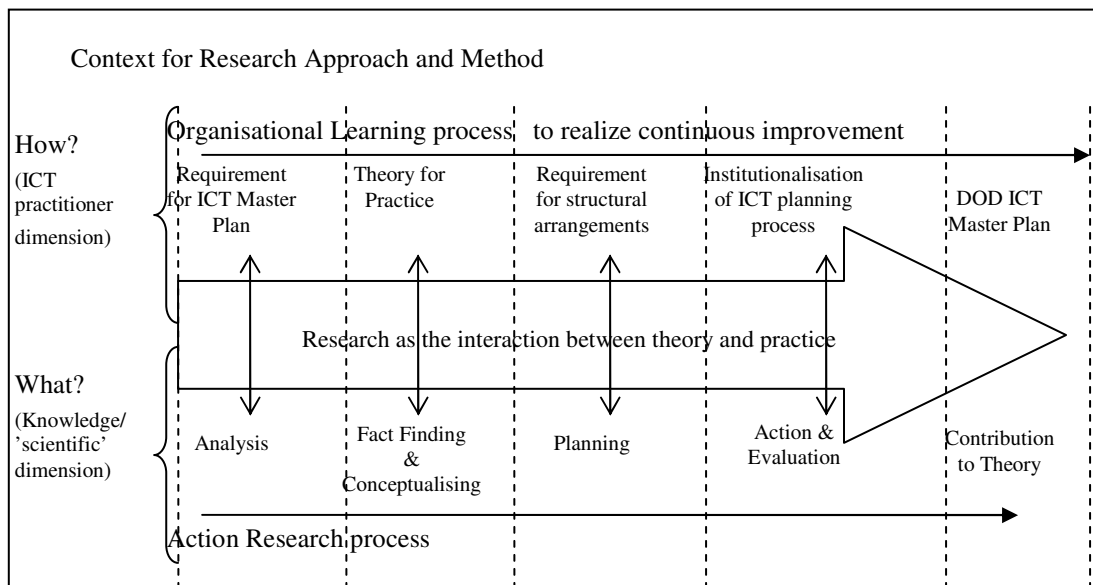 Context for Research Approach and Method
How?
(ICT
practitioner
dimension)
Organisational Learning process to realize continuous improvement
Requirement
for ICT Master
Plan
Theory for
Practice
Requirement
for structural
arrangements
Institutionalisation
of ICT planning
process
DOD ICT
Master Plan
Research as the interaction between theory and practice
What?
(Knowledge/
’scientific’
dimension)
Analysis
Fact Finding
&
Conceptualising
Planning
Action &
Evaluation
Contribution
to Theory
Action Research process